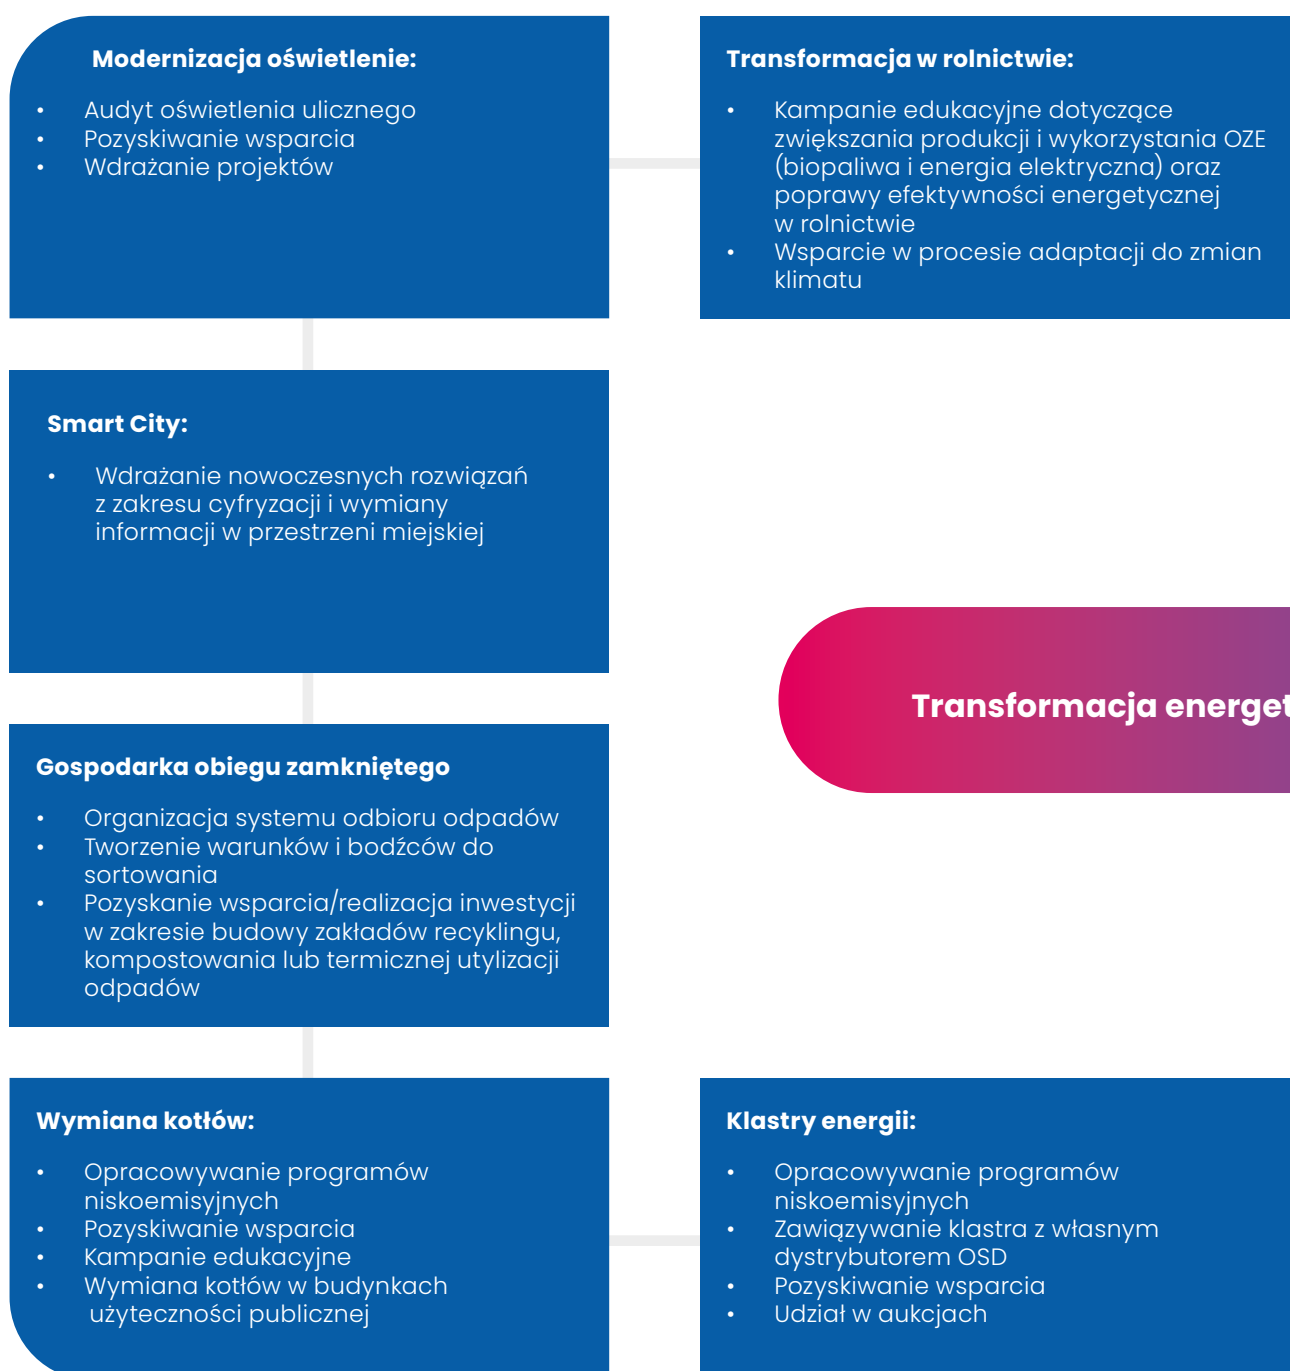 Modernizacja oświetlenie:
• Audyt oświetlenia ulicznego
• Pozyskiwanie wsparcia
• Wdrażanie projektów
Transformacja w rolnictwie:
• Kampanie edukacyjne dotyczące
zwiększania produkcji i wykorzystania OZE
(biopaliwa i energia elektryczna) oraz
poprawy efektywności energetycznej
w rolnictwie
• Wsparcie w procesie adaptacji do zmian
klimatu
Smart City:
• Wdrażanie nowoczesnych rozwiązań
z zakresu cyfryzacji i wymiany
informacji w przestrzeni miejskiej
Transformacja energet
Gospodarka obiegu zamkniętego
• Organizacja systemu odbioru odpadów
• Tworzenie warunków i bodźców do
sortowania
• Pozyskanie wsparcia/realizacja inwestycji
w zakresie budowy zakładów recyklingu,
kompostowania lub termicznej utylizacji
odpadów
Wymiana kotłów:
• Opracowywanie programów
niskoemisyjnych
• Pozyskiwanie wsparcia
• Kampanie edukacyjne
• Wymiana kotłów w budynkach
użyteczności publicznej
Klastry energii:
• Opracowywanie programów
niskoemisyjnych
• Zawiązywanie klastra z własnym
dystrybutorem OSD
• Pozyskiwanie wsparcia
• Udział w aukcjach